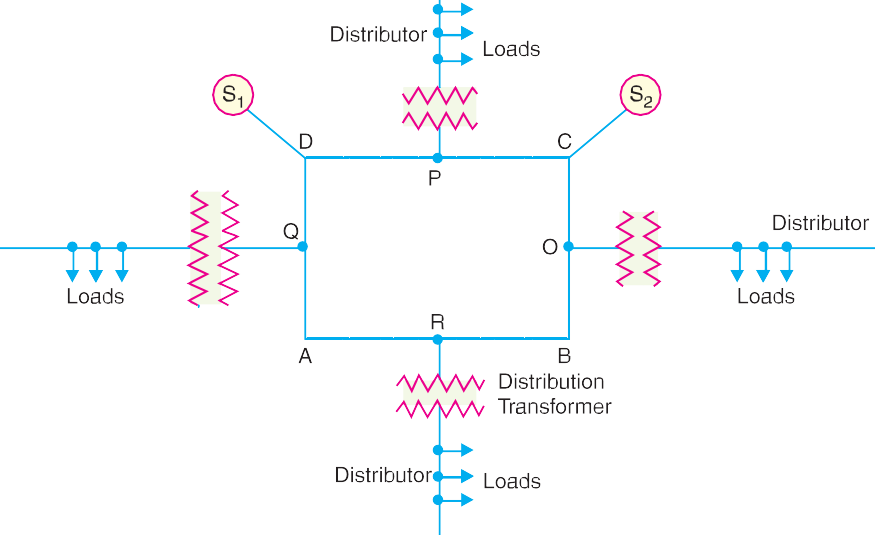 Distributor
Loads
S1
S2
D
C
P
Q
O
Distributor
Loads
Loads
R
A
B
Distribution
Transformer
Distributor
Loads